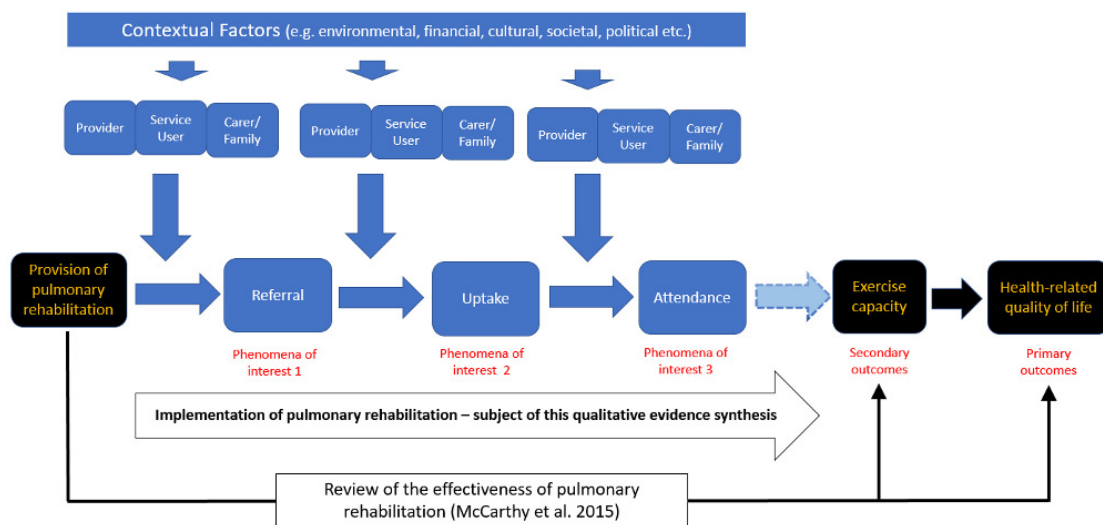 Contextual Factors (e.g. environmental, financial, cultural, societal, political etc.)
Provider
Service
User
Carer/
Family
Provider
Service
User
Carer/
Family
Provider
Service
User
Carer/
Family
Provision of
pulmonary
rehabilitation
Referral
Uptake
Attendance
Exercise
capacity
Health-related
quality of life
Phenomena of
interest 1
Phenomena of
interest 2
Phenomena of
interest 3
Secondary
outcomes
Primary
outcomes
Implementation of pulmonary rehabilitation – subject of this qualitative evidence synthesis
Review of the effectiveness of pulmonary
rehabilitation (McCarthy et al. 2015)